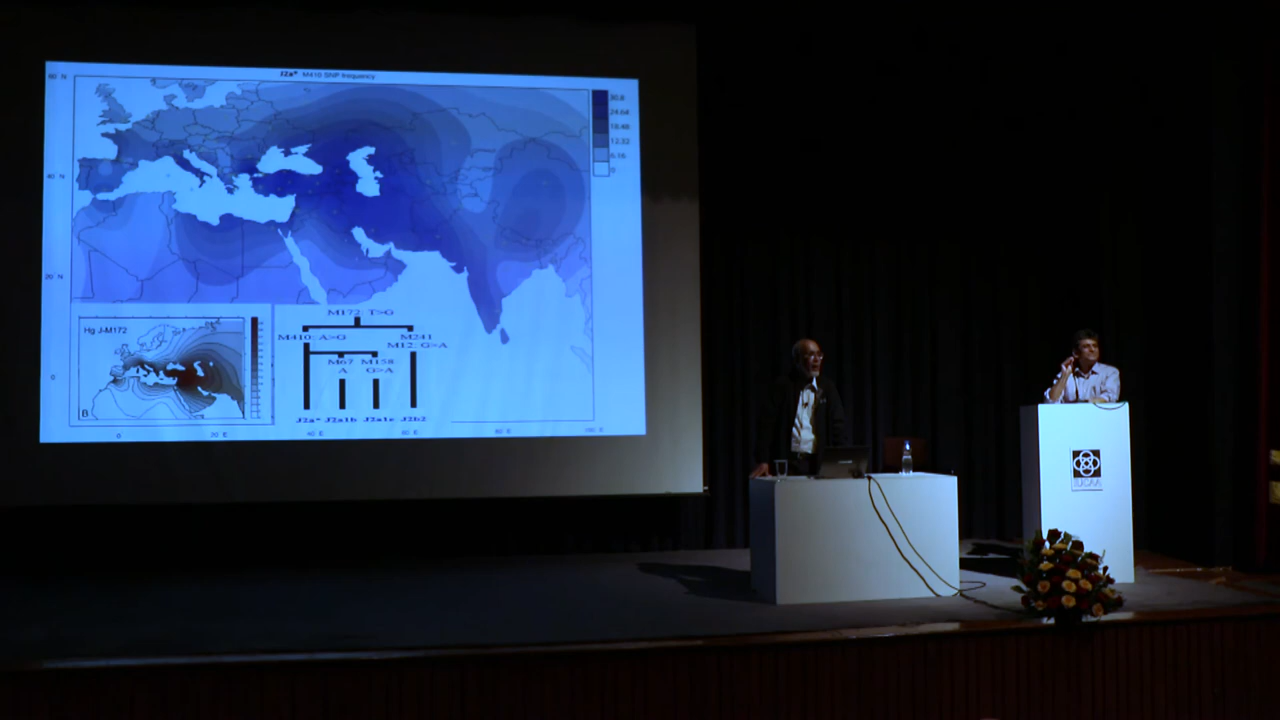 J2a* M410 SNP frequency
60 N
40 N
20 N
0
30.8
24.64
18.48
12.32
6.16
0
Hg J-M172
B
M172: T>G
M410: A>G M241
M12: G>A
M67 M158
A G>A
J2a* J2a1b J2a1c J2b2
0 20 E 40 E 60 E 80 E 100 E
IUCAA